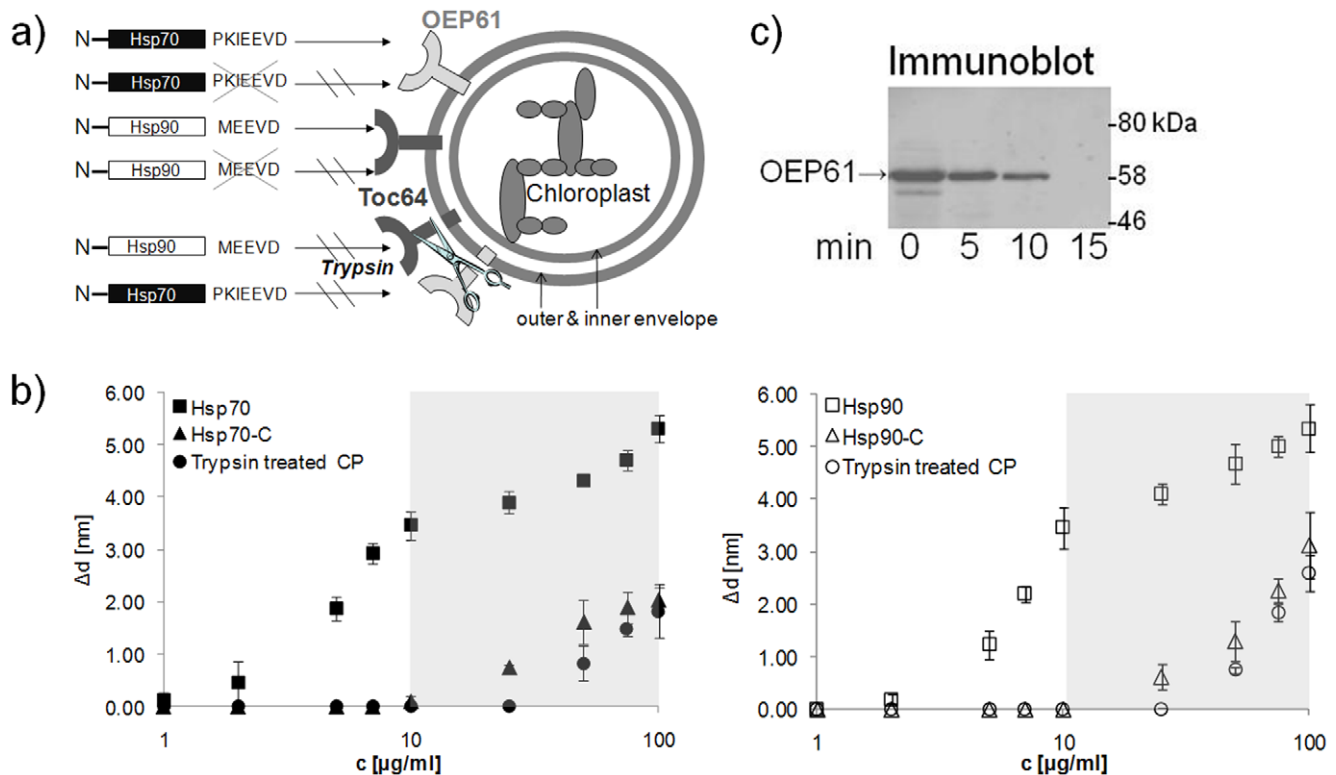 a)
OEP61
N Hsp70 PKIEEVD
N Hsp70 PKIEEVD
N Hsp90 MEEVD
N Hsp90 MEEVD
Toc64
Chloroplast
N Hsp90 MEEVD
Trypsin
N Hsp70 PKIEEVD
outer & inner envelope
c)
Immunoblot
80 kDa
OEP61
58
46
min 0 5 10 15
b)
6.00
5.00
4.00
3.00
2.00
1.00
0.00
Δd [nm]
Hsp70
Hsp70-C
Trypsin treated CP
1 10 100
c [µg/ml]
6.00
5.00
4.00
3.00
2.00
1.00
0.00
Δd [nm]
Hsp90
Hsp90-C
Trypsin treated CP
1 10 100
c [µg/ml]